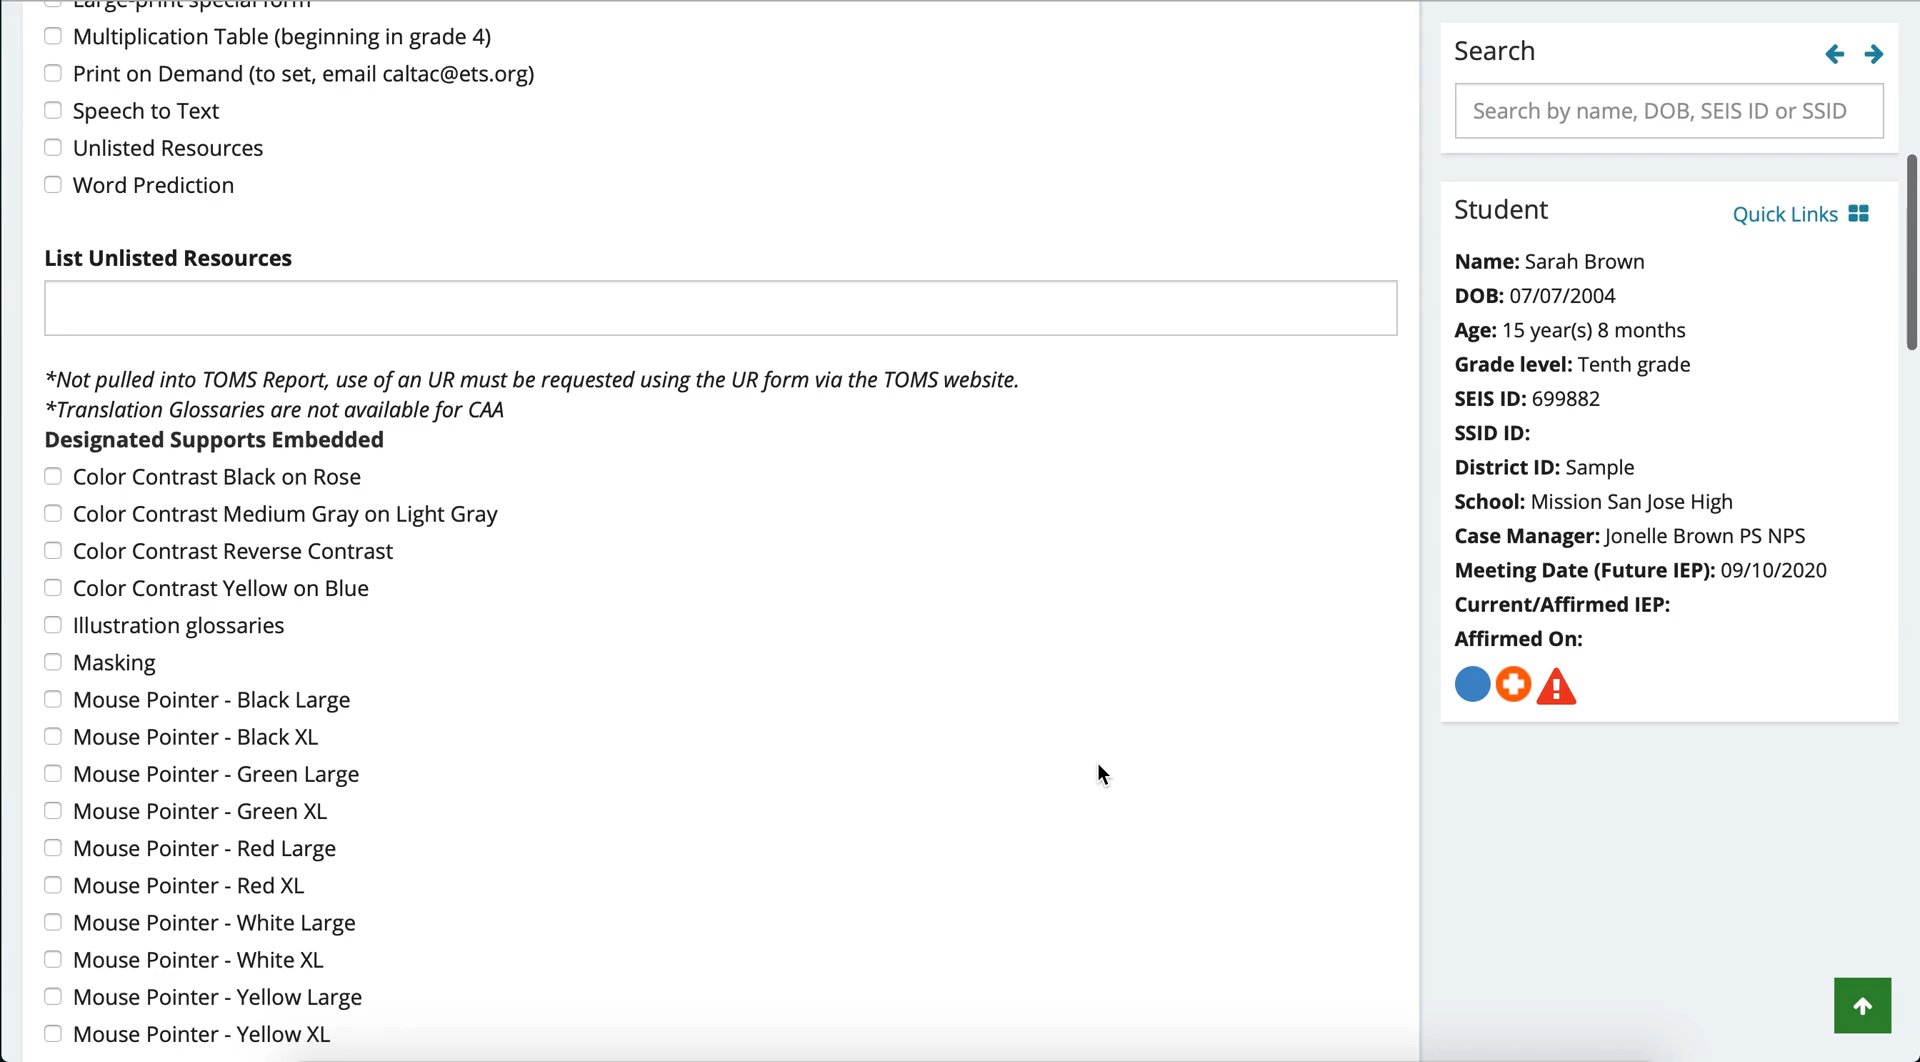 Large-print special form
Multiplication Table (beginning in grade 4)
Print on Demand (to set, email caltac@ets.org)
Speech to Text
Unlisted Resources
Word Prediction
List Unlisted Resources
*Not pulled into TOMS Report, use of an UR must be requested using the UR form via the TOMS website.
*Translation Glossaries are not available for CAA
Designated Supports Embedded
Color Contrast Black on Rose
Color Contrast Medium Gray on Light Gray
Color Contrast Reverse Contrast
Color Contrast Yellow on Blue
Illustration glossaries
Masking
Mouse Pointer - Black Large
Mouse Pointer - Black XL
Mouse Pointer - Green Large
Mouse Pointer - Green XL
Mouse Pointer - Red Large
Mouse Pointer - Red XL
Mouse Pointer - White Large
Mouse Pointer - White XL
Mouse Pointer - Yellow Large
Mouse Pointer - Yellow XL
Search
Search by name, DOB, SEIS ID or SSID
Student
Quick Links
Name: Sarah Brown
DOB: 07/07/2004
Age: 15 year(s) 8 months
Grade level: Tenth grade
SEIS ID: 699882
SSID ID:
District ID: Sample
School: Mission San Jose High
Case Manager: Jonelle Brown PS NPS
Meeting Date (Future IEP): 09/10/2020
Current/Affirmed IEP:
Affirmed On: